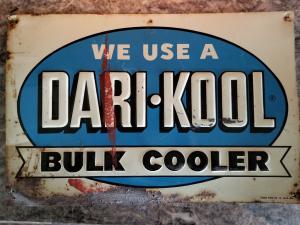 WE USE A
DARI·KOOL
®
BULK COOLER